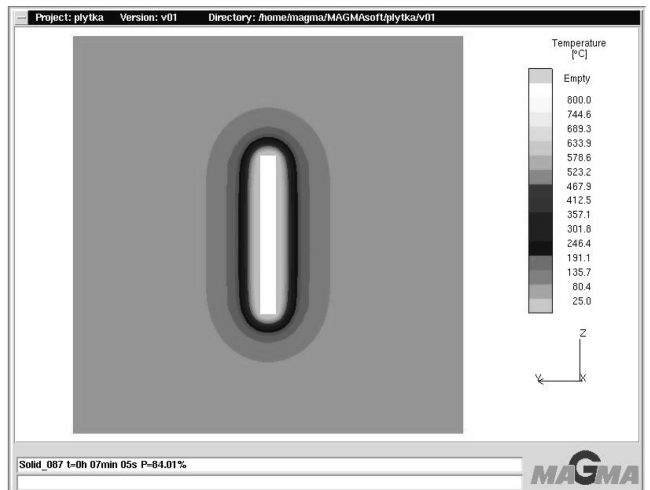 Project: plytka Version: v01 Directory: /home/magma/MAGMAsoft/plytka/v01
Temperature
[°C]
Empty
800.0
744.6
689.3
633.9
578.6
523.2
467.9
412.5
357.1
301.8
246.4
191.1
135.7
80.4
25.0
Z
Y X
Solid_087 t=0h 07min 05s P=84.01%
MAGMA